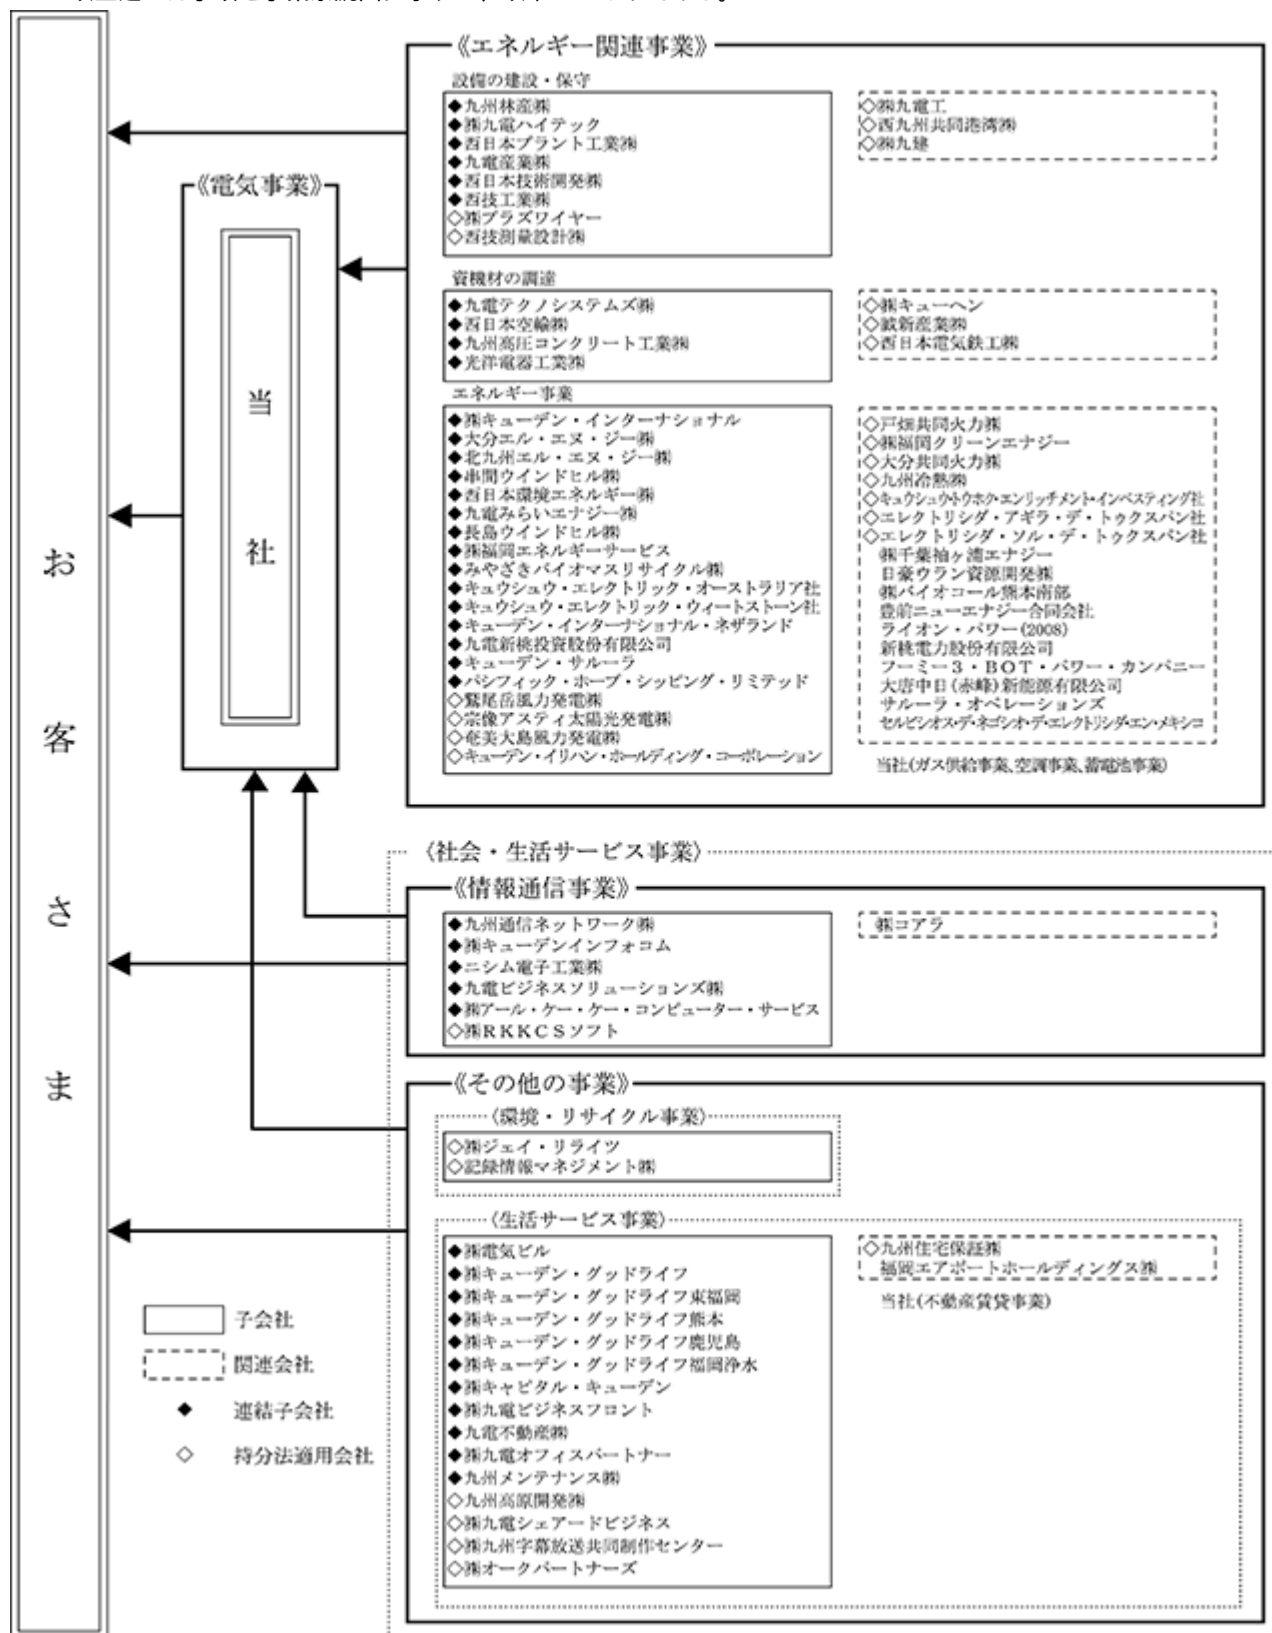 お客さま
《電気事業》
当社
《エネルギー関連事業》
設備の建設・保守
◆九州林産㈱
◆㈱九電ハイテック
◆西日本プラント工業㈱
◆九電産業㈱
◆西日本技術開発㈱
◆西技工業㈱
◇㈱プラズワイヤー
◇西技測量設計㈱
◇㈱九電工
◇西九州共同港湾㈱
◇㈱九建
資機材の調達
◆九電テクノシステムズ㈱
◆西日本空輸㈱
◆九州高圧コンクリート工業㈱
◆光洋電器工業㈱
◇㈱キューヘン
◇誠新産業㈱
◇西日本電気鉄工㈱
エネルギー事業
◆㈱キューデン・インターナショナル
◆大分エル・エヌ・ジー㈱
◆北九州エル・エヌ・ジー㈱
◆串間ウインドヒル㈱
◆西日本環境エネルギー㈱
◆九電みらいエナジー㈱
◆長島ウインドヒル㈱
◆㈱福岡エネルギーサービス
◆みやざきバイオマスリサイクル㈱
◆キュウシュウ・エレクトリック・オーストラリア社
◆キュウシュウ・エレクトリック・ウィートストーン社
◆キューデン・インターナショナル・ネザランド
◆九電新桃投資股份有限公司
◆キューデン・サルーラ
◆パシフィック・ホープ・シッピング・リミテッド
◇鷲尾岳風力発電㈱
◇宗像アスティ太陽光発電㈱
◇奄美大島風力発電㈱
◇キューデン・イリハン・ホールディング・コーポレーション
◇戸畑共同火力㈱
◇㈱福岡クリーンエナジー
◇大分共同火力㈱
◇九州冷熱㈱
◇キュウシュウ・トウホク・エンリッチメント・インベスティング社
◇エレクトリシダ・アギラ・デ・トゥクスパン社
◇エレクトリシダ・ソル・デ・トゥクスパン社
㈱千葉袖ヶ浦エナジー
日豪ウラン資源開発㈱
㈱バイオコール熊本南部
豊前ニューエナジー合同会社
ライオン・パワー(2008)
新桃電力股份有限公司
フーミー3・BOT・パワー・カンパニー
大唐中日(赤峰)新能源有限公司
サルーラ・オペレーションズ
セルビシオス・デ・ネゴシオ・デ・エレクトリシダ・エン・メキシコ
当社(ガス供給事業、空調事業、蓄電池事業)
〈社会・生活サービス事業〉
《情報通信事業》
◆九州通信ネットワーク㈱
◆㈱キューデンインフォコム
◆ニシム電子工業㈱
◆九電ビジネスソリューションズ㈱
◆㈱アール・ケー・ケー・コンピューター・サービス
◇㈱RKKCSソフト
㈱コアラ
《その他の事業》
〈環境・リサイクル事業〉
◇㈱ジェイ・リライツ
◇記録情報マネジメント㈱
〈生活サービス事業〉
◆㈱電気ビル
◆㈱キューデン・グッドライフ
◆㈱キューデン・グッドライフ東福岡
◆㈱キューデン・グッドライフ熊本
◆㈱キューデン・グッドライフ鹿児島
◆㈱キューデン・グッドライフ福岡浄水
◆㈱キャピタル・キューデン
◆㈱九電ビジネスフロント
◆九電不動産㈱
◆㈱九電オフィスパートナー
◆九州メンテナンス㈱
◇九州高原開発㈱
◇㈱九電シェアードビジネス
◇㈱九州字幕放送共同制作センター
◇㈱オークパートナーズ
◇九州住宅保証㈱
福岡エアポートホールディングス㈱
当社(不動産賃貸事業)
子会社
関連会社
◆ 連結子会社
◇ 持分法適用会社